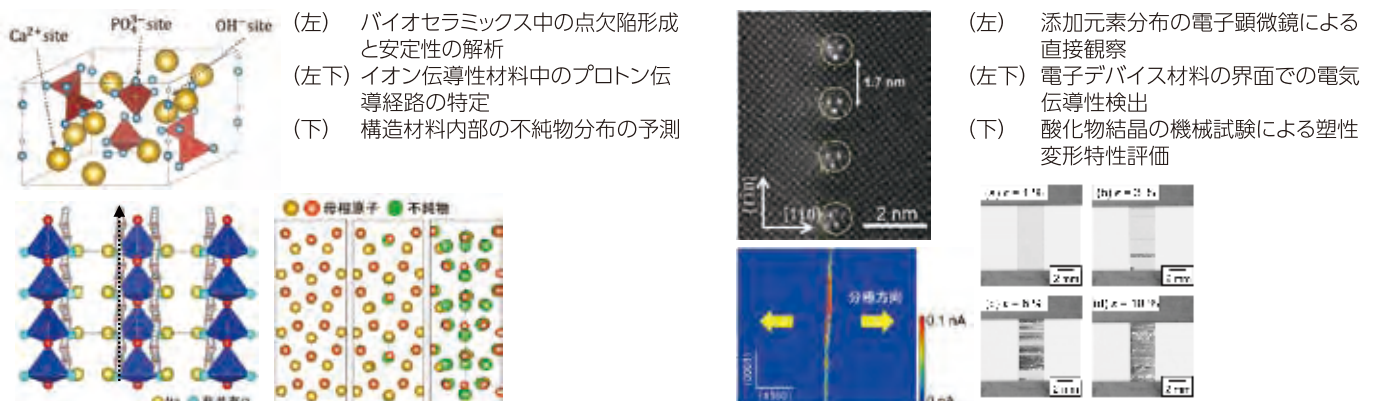 Ca²⁺site
PO₄³⁻site
OH⁻site
(左) バイオセラミックス中の点欠陥形成
と安定性の解析
(左下) イオン伝導性材料中のプロトン伝
導経路の特定
(下) 構造材料内部の不純物分布の予測
母相原子 不純物
1.7 nm
[110]
2 nm
分極方向
0.1 nA
0 nA
(左) 添加元素分布の電子顕微鏡による
直接観察
(左下) 電子デバイス材料の界面での電気
伝導性検出
(下) 酸化物結晶の機械試験による塑性
変形特性評価
2 mm
2 mm
2 mm
(d) ε = 10 %
2 mm